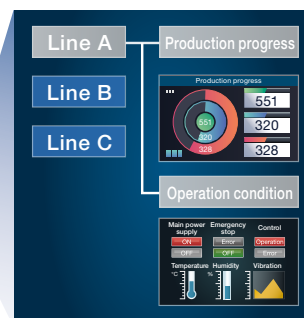 Line A
Production progress
Line B
Line C
Production progress
551
320
328
551
320
328
Operation condition
Main power supply
Emergency stop
Control
ON
Error
Operation
OFF
OFF
Error
Temperature
Humidity
Vibration
°C
%